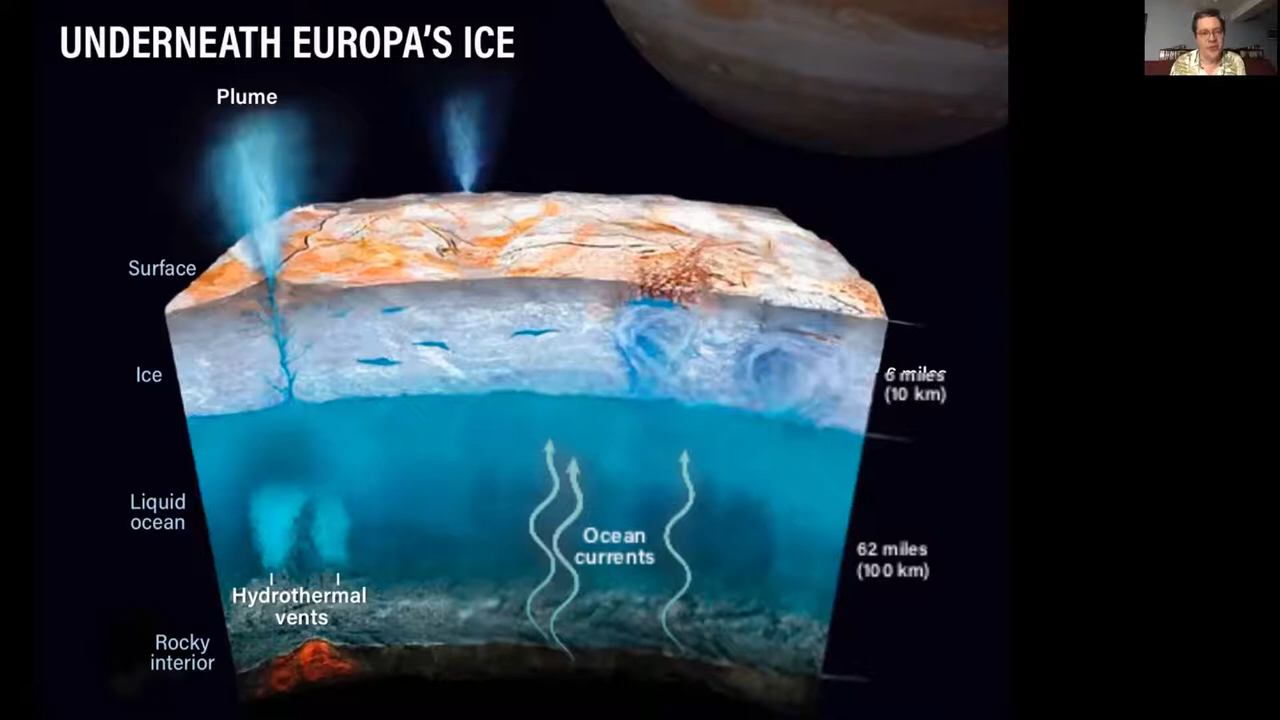 UNDERNEATH EUROPA'S ICE
Plume
Surface
Ice
6 miles
(10 km)
Liquid
ocean
Ocean
currents
62 miles
(100 km)
Hydrothermal
vents
Rocky
interior